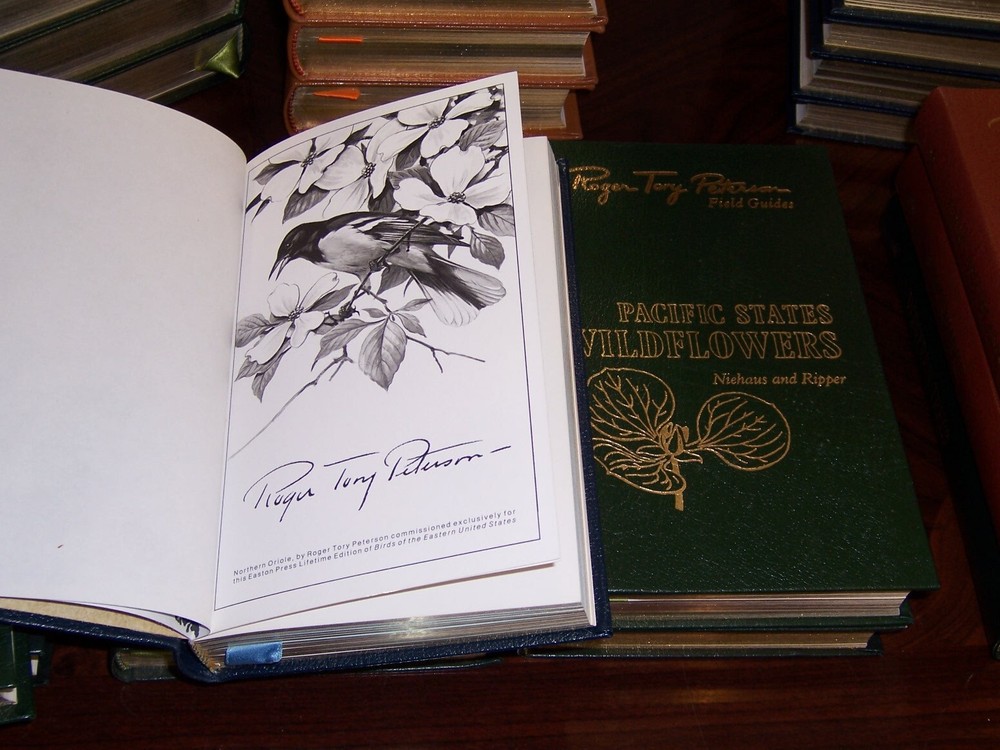 Roger Tory Peterson
Northern Oriole, by Roger Tory Peterson commissioned exclusively for
this Easton Press Lifetime Edition of Birds of the Eastern United States
Roger Tory Peterson
Field Guides
PACIFIC STATES
WILDFLOWERS
Niehaus and Ripper